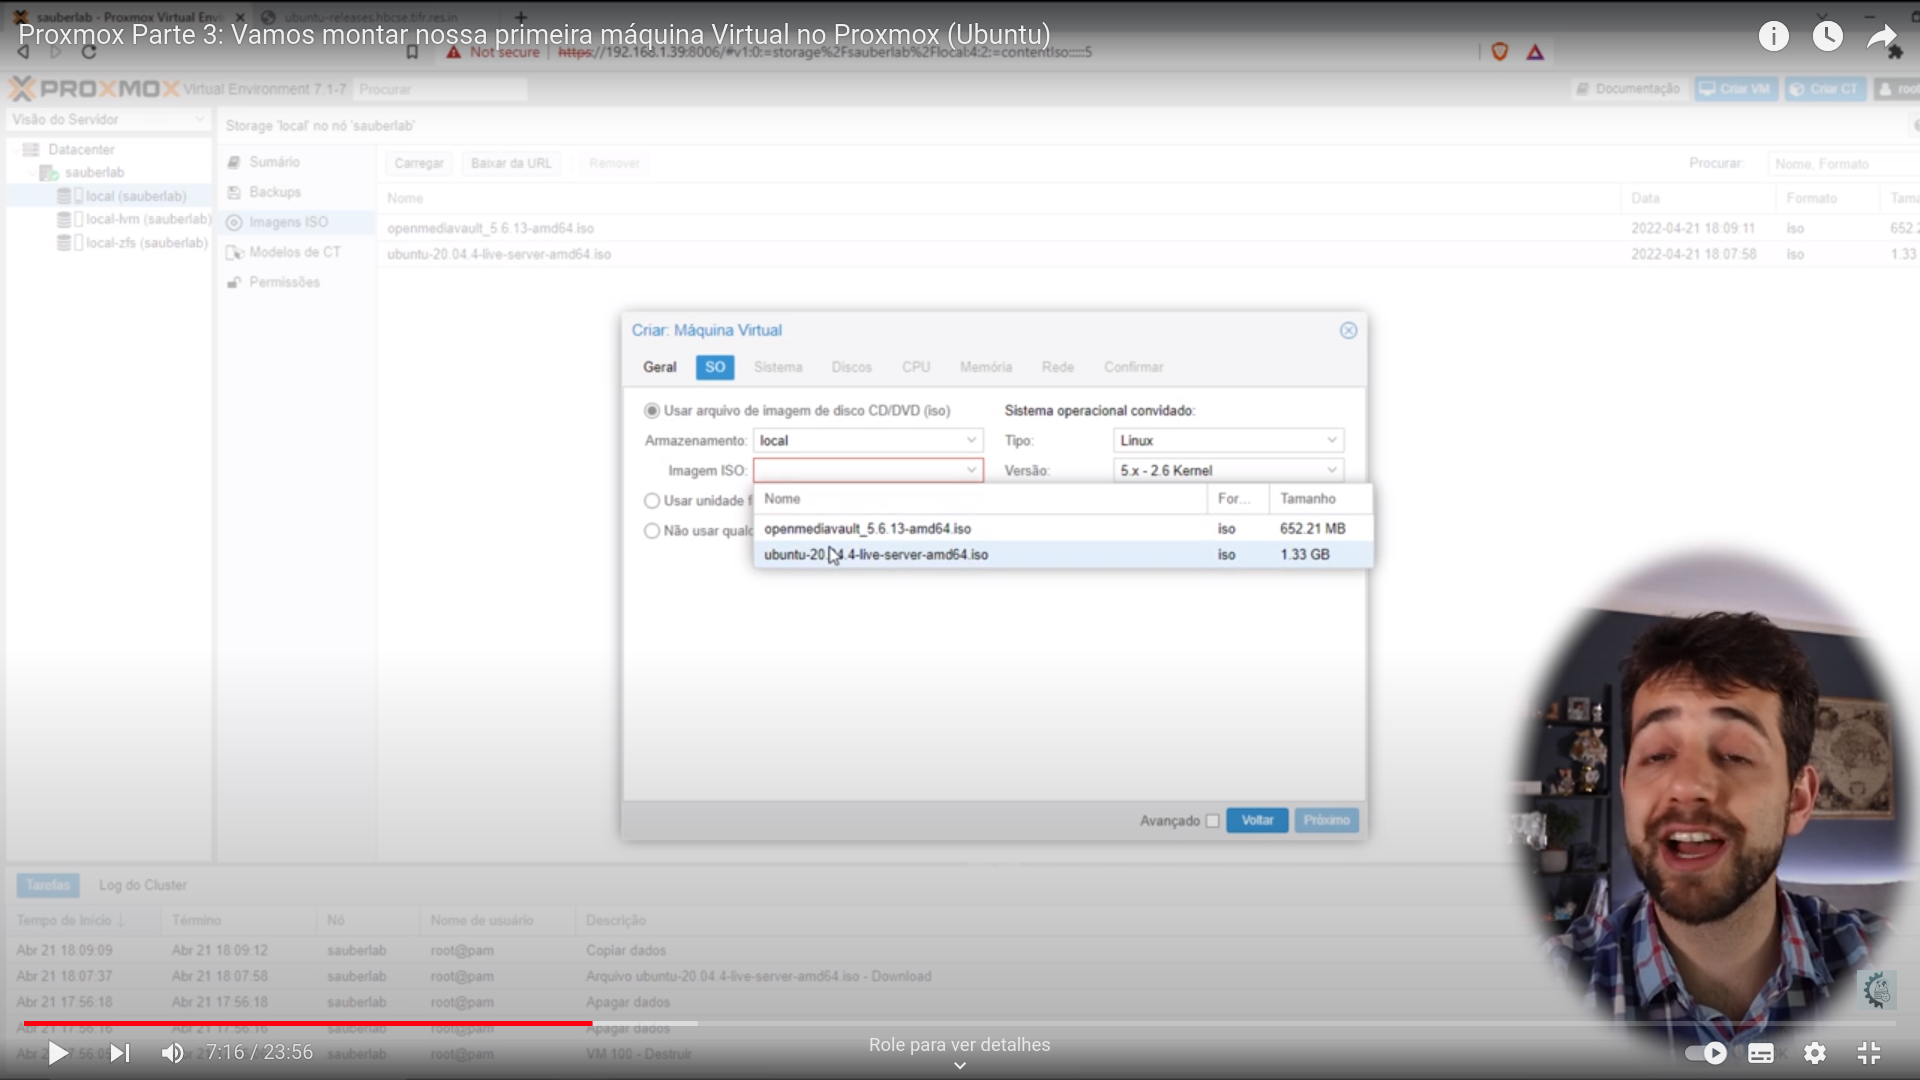 sauberlab - Proxmox Virtual Envi
ubuntu-releases.hbcse.tifr.res.in
Proxmox Parte 3: Vamos montar nossa primeira máquina Virtual no Proxmox (Ubuntu)
Not secure
https://192.168.1.39:8006/#v1:0:=storage%2Fsauberlab%2Flocal:4:2:=contentIso:::::5
PROXMOX Virtual Environment 7.1-7 Procurar
Documentação Criar VM Criar CT root
Visão do Servidor
Storage 'local' no nó 'sauberlab'
Datacenter
sauberlab
local (sauberlab)
local-lvm (sauberlab)
local-zfs (sauberlab)
Sumário
Backups
Imagens ISO
Modelos de CT
Permissões
Carregar Baixar da URL Remover
Procurar: Nome, Formato
Nome Data Formato Tama
openmediavault_5.6.13-amd64.iso 2022-04-21 18:09:11 iso 652.2
ubuntu-20.04.4-live-server-amd64.iso 2022-04-21 18:07:58 iso 1.33
Criar: Máquina Virtual
Geral SO Sistema Discos CPU Memória Rede Confirmar
Usar arquivo de imagem de disco CD/DVD (iso)
Sistema operacional convidado:
Armazenamento: local
Tipo: Linux
Imagem ISO:
Versão: 5.x - 2.6 Kernel
Usar unidade f
Não usar qualc
Nome For... Tamanho
openmediavault_5.6.13-amd64.iso iso 652.21 MB
ubuntu-20.04.4-live-server-amd64.iso iso 1.33 GB
Avançado Voltar Próximo
Tarefas Log do Cluster
Tempo de Início ↓ Término Nó Nome de usuário Descrição
Abr 21 18:09:09 Abr 21 18:09:12 sauberlab root@pam Copiar dados
Abr 21 18:07:37 Abr 21 18:07:58 sauberlab root@pam Arquivo ubuntu-20.04.4-live-server-amd64.iso - Download
Abr 21 17:56:18 Abr 21 17:56:18 sauberlab root@pam Apagar dados
Abr 21 17:56:16 Abr 21 17:56:16 sauberlab root@pam Apagar dados
sauberlab root@pam VM 100 - Destruir
7:16 / 23:56
Role para ver detalhes